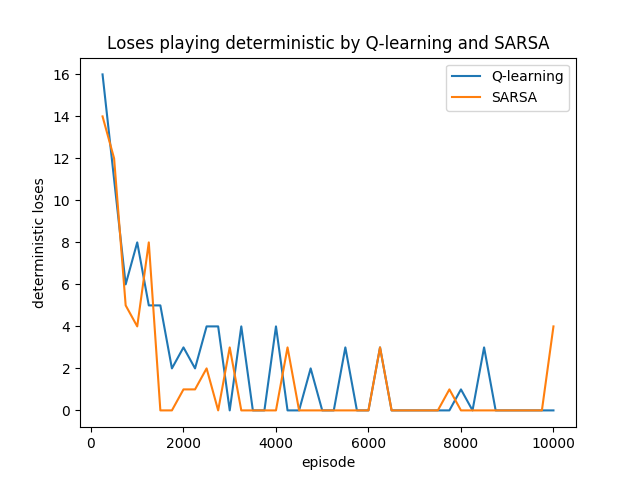 Loses playing deterministic by Q-learning and SARSA
Q-learning
SARSA
deterministic loses
16
14
12
10
8
6
4
2
0
0 2000 4000 6000 8000 10000
episode